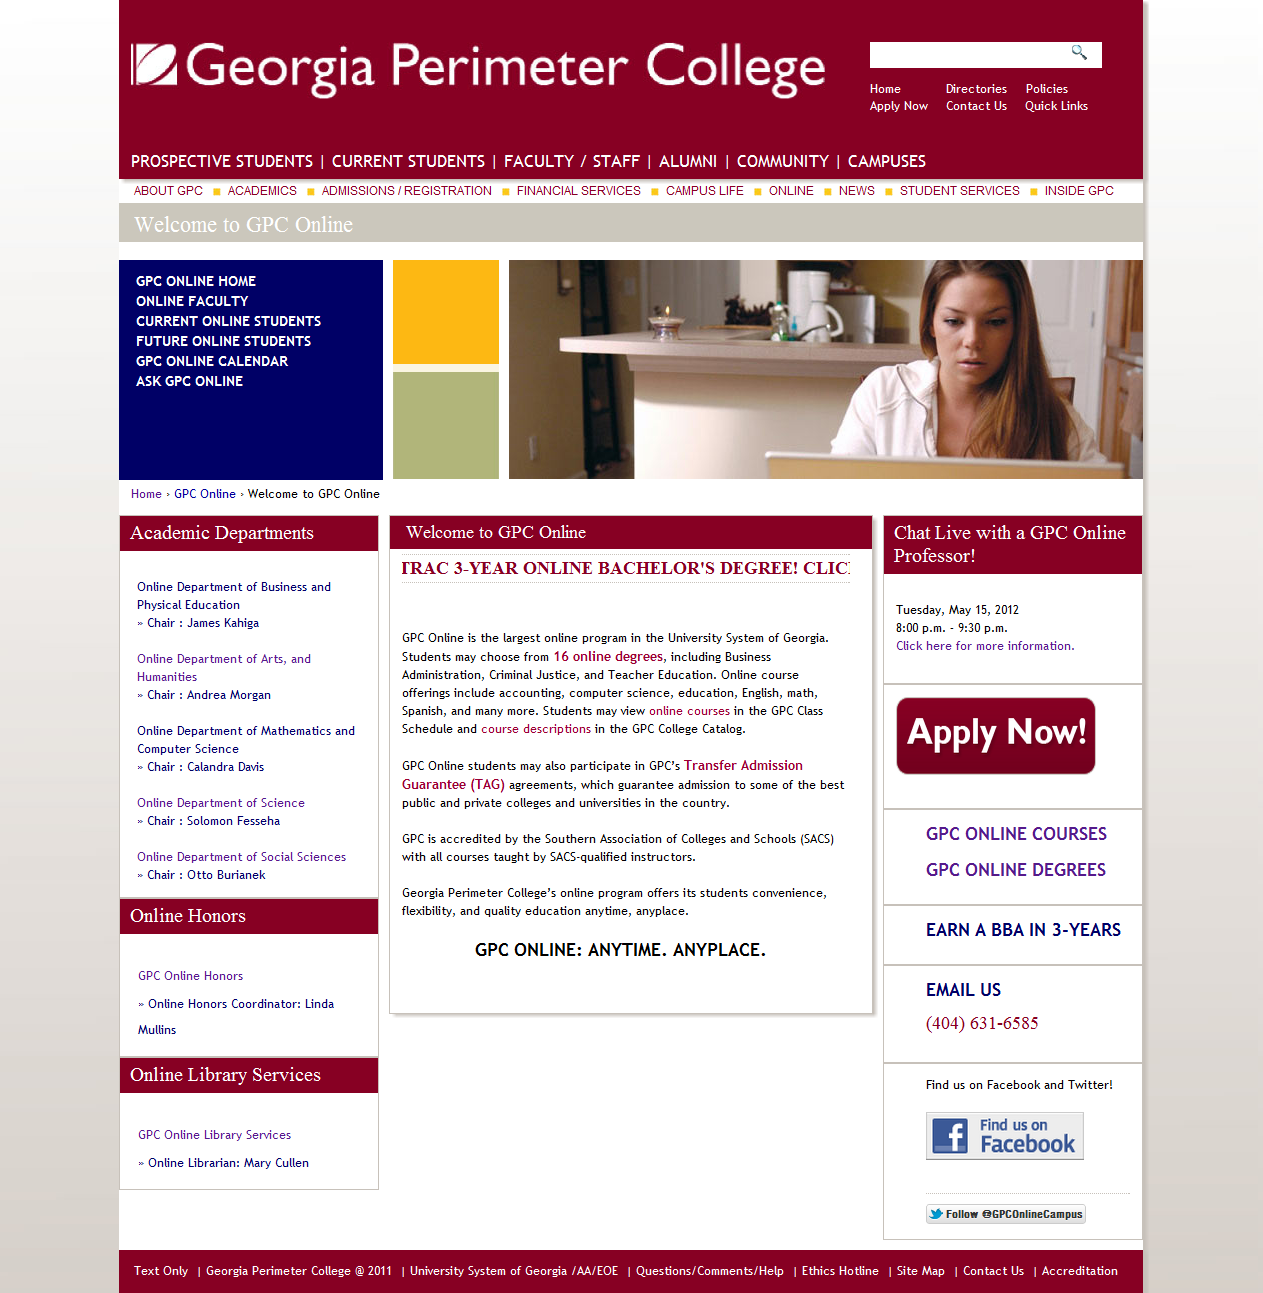 Georgia Perimeter College
Home Directories Policies
Apply Now Contact Us Quick Links
PROSPECTIVE STUDENTS | CURRENT STUDENTS | FACULTY / STAFF | ALUMNI | COMMUNITY | CAMPUSES
ABOUT GPC ACADEMICS ADMISSIONS / REGISTRATION FINANCIAL SERVICES CAMPUS LIFE ONLINE NEWS STUDENT SERVICES INSIDE GPC
Welcome to GPC Online
GPC ONLINE HOME
ONLINE FACULTY
CURRENT ONLINE STUDENTS
FUTURE ONLINE STUDENTS
GPC ONLINE CALENDAR
ASK GPC ONLINE
Home › GPC Online › Welcome to GPC Online
Academic Departments
Online Department of Business and
Physical Education
» Chair : James Kahiga
Online Department of Arts, and
Humanities
» Chair : Andrea Morgan
Online Department of Mathematics and
Computer Science
» Chair : Calandra Davis
Online Department of Science
» Chair : Solomon Fesseha
Online Department of Social Sciences
» Chair : Otto Burianek
Online Honors
GPC Online Honors
» Online Honors Coordinator: Linda
Mullins
Online Library Services
GPC Online Library Services
» Online Librarian: Mary Cullen
Welcome to GPC Online
TRAC 3-YEAR ONLINE BACHELOR'S DEGREE! CLIC
GPC Online is the largest online program in the University System of Georgia.
Students may choose from 16 online degrees, including Business
Administration, Criminal Justice, and Teacher Education. Online course
offerings include accounting, computer science, education, English, math,
Spanish, and many more. Students may view online courses in the GPC Class
Schedule and course descriptions in the GPC College Catalog.
GPC Online students may also participate in GPC's Transfer Admission
Guarantee (TAG) agreements, which guarantee admission to some of the best
public and private colleges and universities in the country.
GPC is accredited by the Southern Association of Colleges and Schools (SACS)
with all courses taught by SACS-qualified instructors.
Georgia Perimeter College's online program offers its students convenience,
flexibility, and quality education anytime, anyplace.
GPC ONLINE: ANYTIME. ANYPLACE.
Chat Live with a GPC Online
Professor!
Tuesday, May 15, 2012
8:00 p.m. - 9:30 p.m.
Click here for more information.
Apply Now!
GPC ONLINE COURSES
GPC ONLINE DEGREES
EARN A BBA IN 3-YEARS
EMAIL US
(404) 631-6585
Find us on Facebook and Twitter!
Find us on
Facebook
Follow @GPCOnlineCampus
Text Only | Georgia Perimeter College @ 2011 | University System of Georgia /AA/EOE | Questions/Comments/Help | Ethics Hotline | Site Map | Contact Us | Accreditation